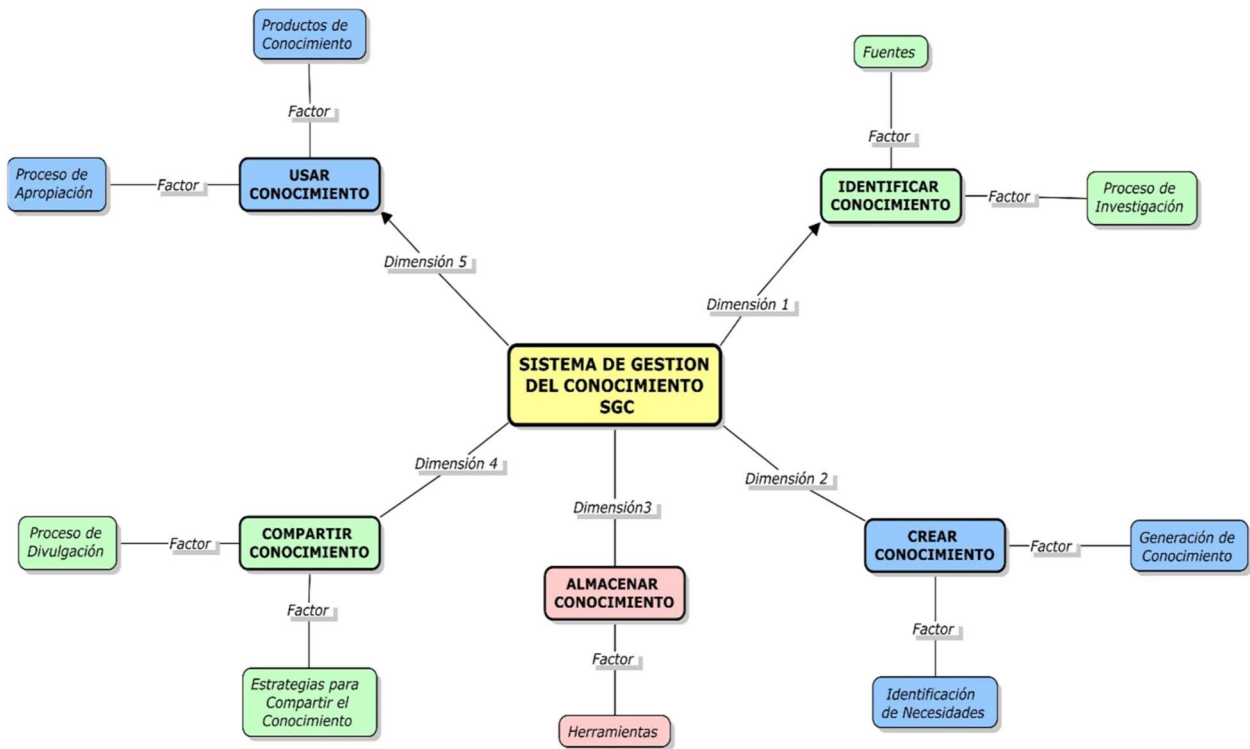 Productos de
Conocimiento
Factor
Proceso de
Apropiación
Factor
USAR
CONOCIMIENTO
Dimensión 5
Fuentes
Factor
IDENTIFICAR
CONOCIMIENTO
Factor
Proceso de
Investigación
Dimensión 1
SISTEMA DE GESTION
DEL CONOCIMIENTO
SGC
Dimensión 4
Proceso de
Divulgación
Factor
COMPARTIR
CONOCIMIENTO
Factor
Estrategias para
Compartir el
Conocimiento
Dimensión3
ALMACENAR
CONOCIMIENTO
Factor
Herramientas
Dimensión 2
CREAR
CONOCIMIENTO
Factor
Generación de
Conocimiento
Factor
Identificación
de Necesidades